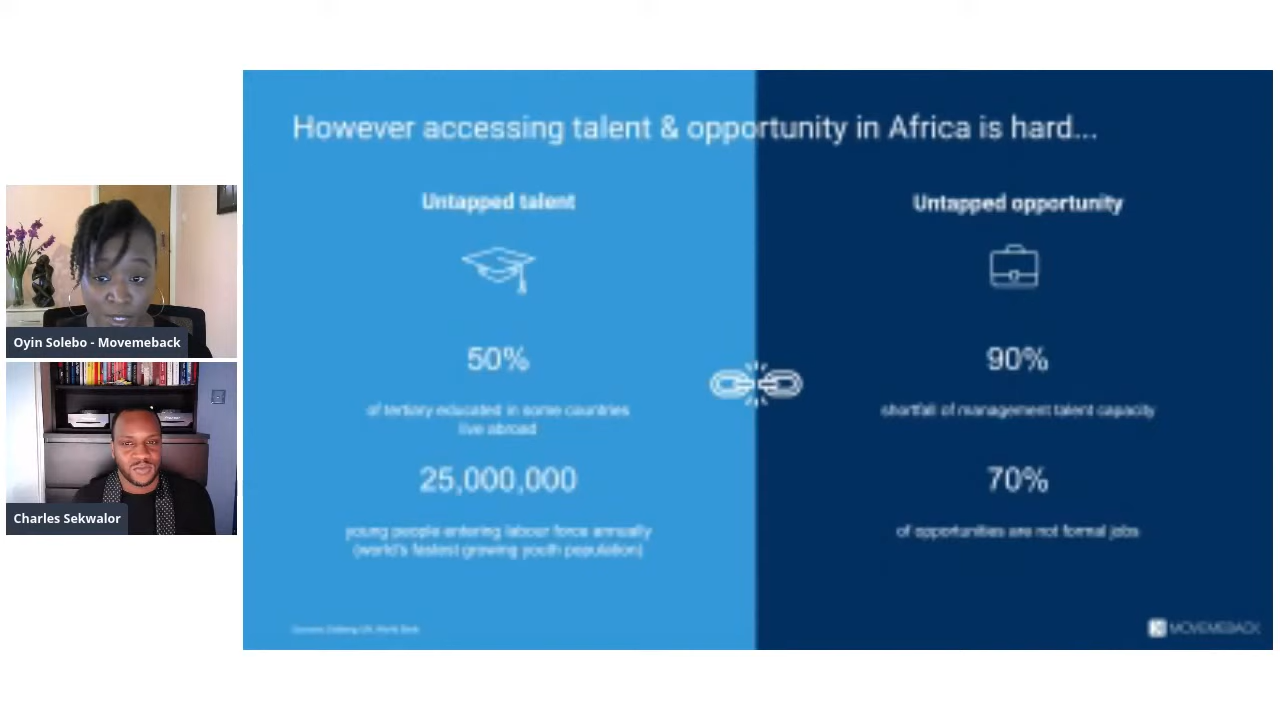 However accessing talent & opportunity in Africa is hard...
Untapped talent
Untapped opportunity
50%
90%
of tertiary educated in some countries
live abroad
shortfall of management talent capacity
25,000,000
70%
young people entering labour force annually
(world's fastest growing youth population)
of opportunities are not formal jobs
MOVEMEBACK
Oyin Solebo - Movemeback
Charles Sekwalor